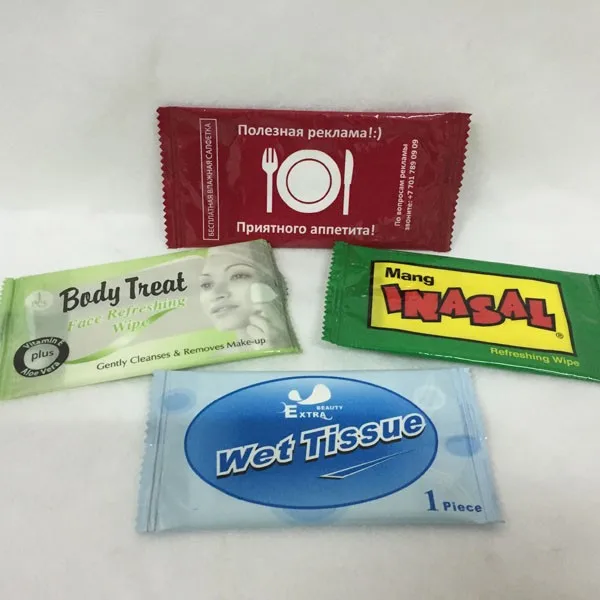 Полезная реклама!:)
БЕСПЛАТНАЯ ВЛАЖНАЯ САЛФЕТКА
Приятного аппетита!
По вопросам рекламы
звоните: +7 701 789 09 09
Body Treat
Face Refreshing
Wipe
Vitamin E
plus
Aloe Vera
Gently Cleanses & Removes Make-up
Mang
INASAL®
Refreshing Wipe
BEAUTY
EXTRA
Wet Tissue
1 Piece